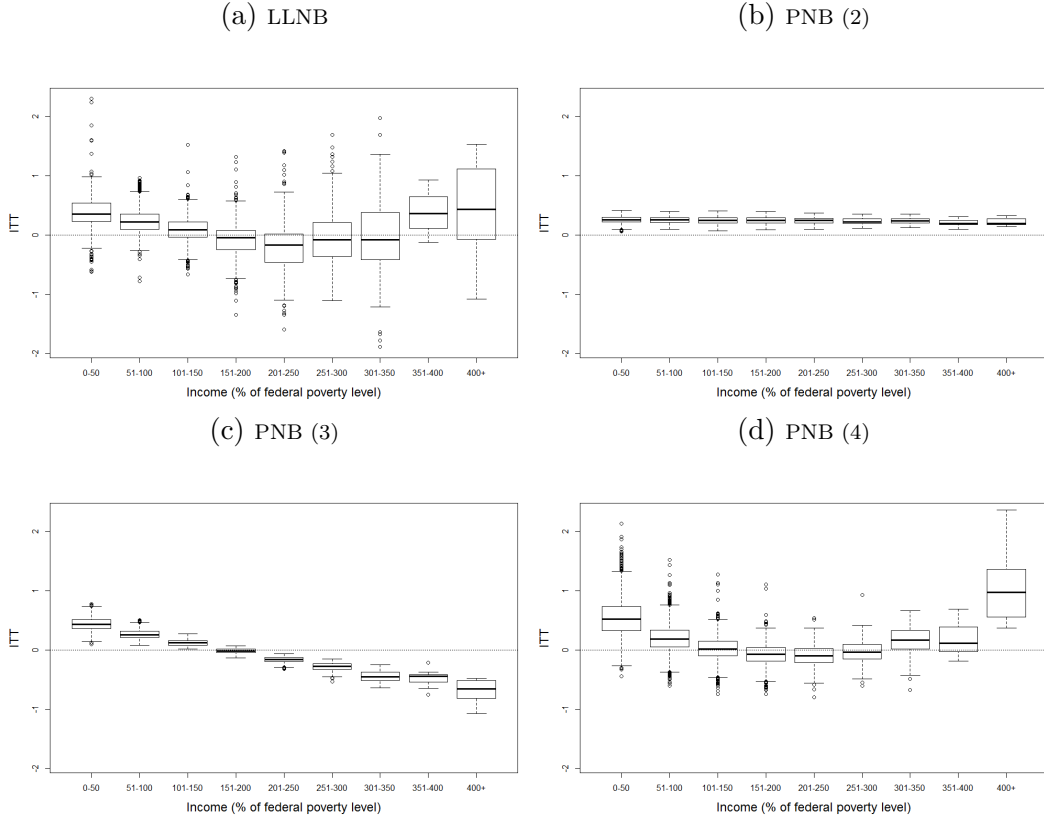 (a) LLNB
(b) PNB (2)
ITT
2
1
0
-1
-2
0-50 51-100 101-150 151-200 201-250 251-300 301-350 351-400 400+
Income (% of federal poverty level)
ITT
2
1
0
-1
-2
0-50 51-100 101-150 151-200 201-250 251-300 301-350 351-400 400+
Income (% of federal poverty level)
(c) PNB (3)
(d) PNB (4)
ITT
2
1
0
-1
-2
0-50 51-100 101-150 151-200 201-250 251-300 301-350 351-400 400+
Income (% of federal poverty level)
ITT
2
1
0
-1
-2
0-50 51-100 101-150 151-200 201-250 251-300 301-350 351-400 400+
Income (% of federal poverty level)